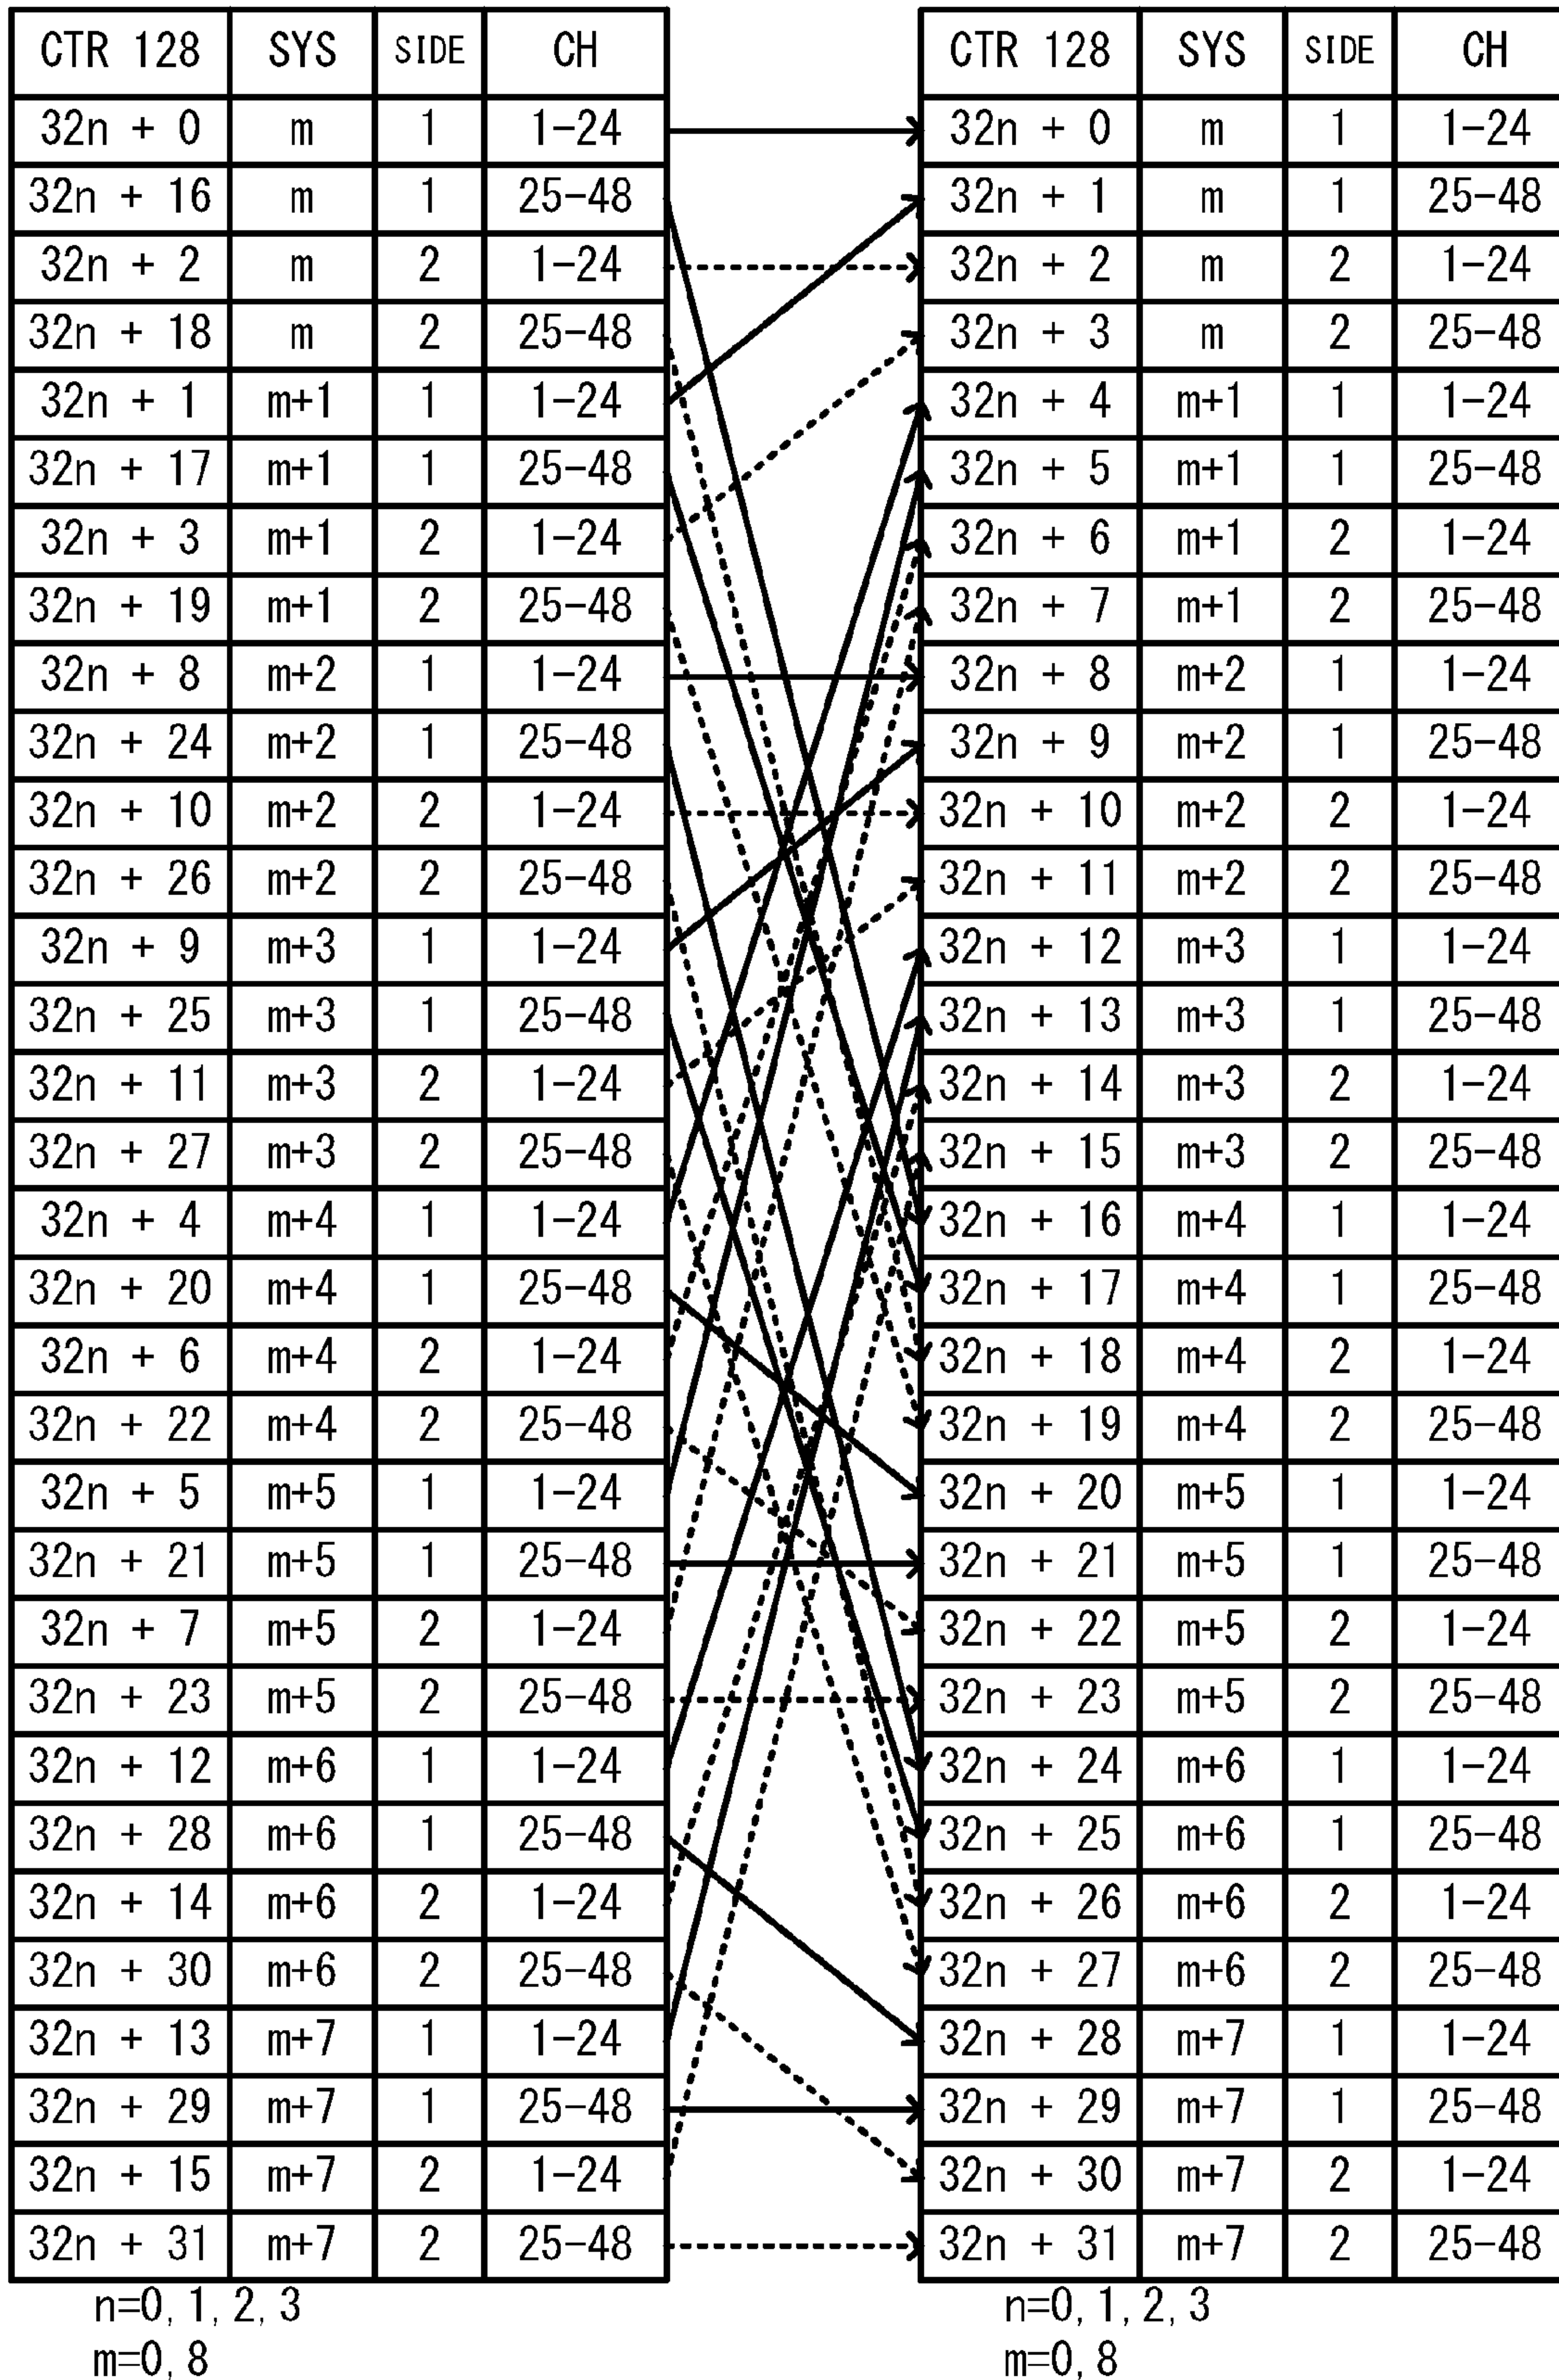 CTR 128 SYS SIDE CH CTR 128 SYS SIDE CH
32n + 0 m 1 1-24 32n + 0 m 1 1-24
32n + 16 m 1 25-48 32n + 1 m 1 25-48
32n + 2 m 2 1-24 32n + 2 m 2 1-24
32n + 18 m 2 25-48 32n + 3 m 2 25-48
32n + 1 m+1 1 1-24 32n + 4 m+1 1 1-24
32n + 17 m+1 1 25-48 32n + 5 m+1 1 25-48
32n + 3 m+1 2 1-24 32n + 6 m+1 2 1-24
32n + 19 m+1 2 25-48 32n + 7 m+1 2 25-48
32n + 8 m+2 1 1-24 32n + 8 m+2 1 1-24
32n + 24 m+2 1 25-48 32n + 9 m+2 1 25-48
32n + 10 m+2 2 1-24 32n + 10 m+2 2 1-24
32n + 26 m+2 2 25-48 32n + 11 m+2 2 25-48
32n + 9 m+3 1 1-24 32n + 12 m+3 1 1-24
32n + 25 m+3 1 25-48 32n + 13 m+3 1 25-48
32n + 11 m+3 2 1-24 32n + 14 m+3 2 1-24
32n + 27 m+3 2 25-48 32n + 15 m+3 2 25-48
32n + 4 m+4 1 1-24 32n + 16 m+4 1 1-24
32n + 20 m+4 1 25-48 32n + 17 m+4 1 25-48
32n + 6 m+4 2 1-24 32n + 18 m+4 2 1-24
32n + 22 m+4 2 25-48 32n + 19 m+4 2 25-48
32n + 5 m+5 1 1-24 32n + 20 m+5 1 1-24
32n + 21 m+5 1 25-48 32n + 21 m+5 1 25-48
32n + 7 m+5 2 1-24 32n + 22 m+5 2 1-24
32n + 23 m+5 2 25-48 32n + 23 m+5 2 25-48
32n + 12 m+6 1 1-24 32n + 24 m+6 1 1-24
32n + 28 m+6 1 25-48 32n + 25 m+6 1 25-48
32n + 14 m+6 2 1-24 32n + 26 m+6 2 1-24
32n + 30 m+6 2 25-48 32n + 27 m+6 2 25-48
32n + 13 m+7 1 1-24 32n + 28 m+7 1 1-24
32n + 29 m+7 1 25-48 32n + 29 m+7 1 25-48
32n + 15 m+7 2 1-24 32n + 30 m+7 2 1-24
32n + 31 m+7 2 25-48 32n + 31 m+7 2 25-48
n=0, 1, 2, 3 n=0, 1, 2, 3
m=0, 8 m=0, 8